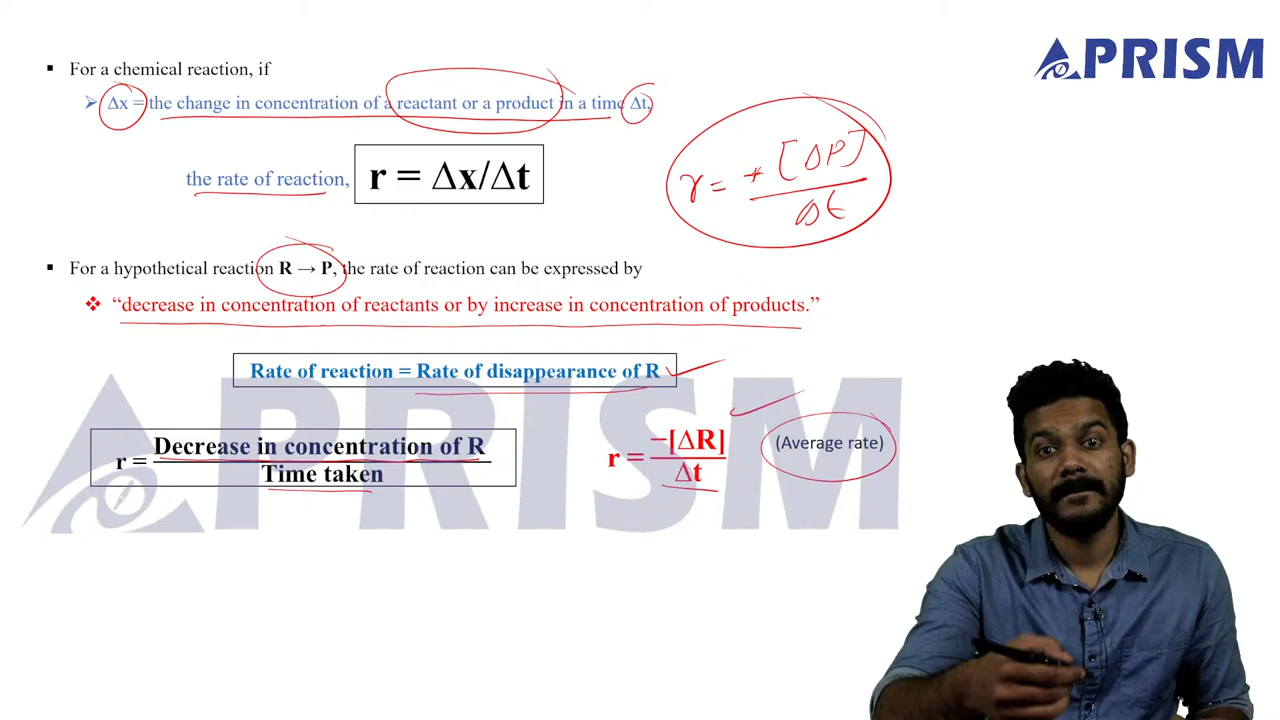 PRISM
▪ For a chemical reaction, if
➢ Δx = the change in concentration of a reactant or a product in a time Δt,
the rate of reaction, r = Δx/Δt
r = + [ΔP] / Δt
▪ For a hypothetical reaction R → P, the rate of reaction can be expressed by
❖ “decrease in concentration of reactants or by increase in concentration of products.”
Rate of reaction = Rate of disappearance of R
r = Decrease in concentration of R / Time taken
r = −[ΔR] / Δt (Average rate)
PRISM